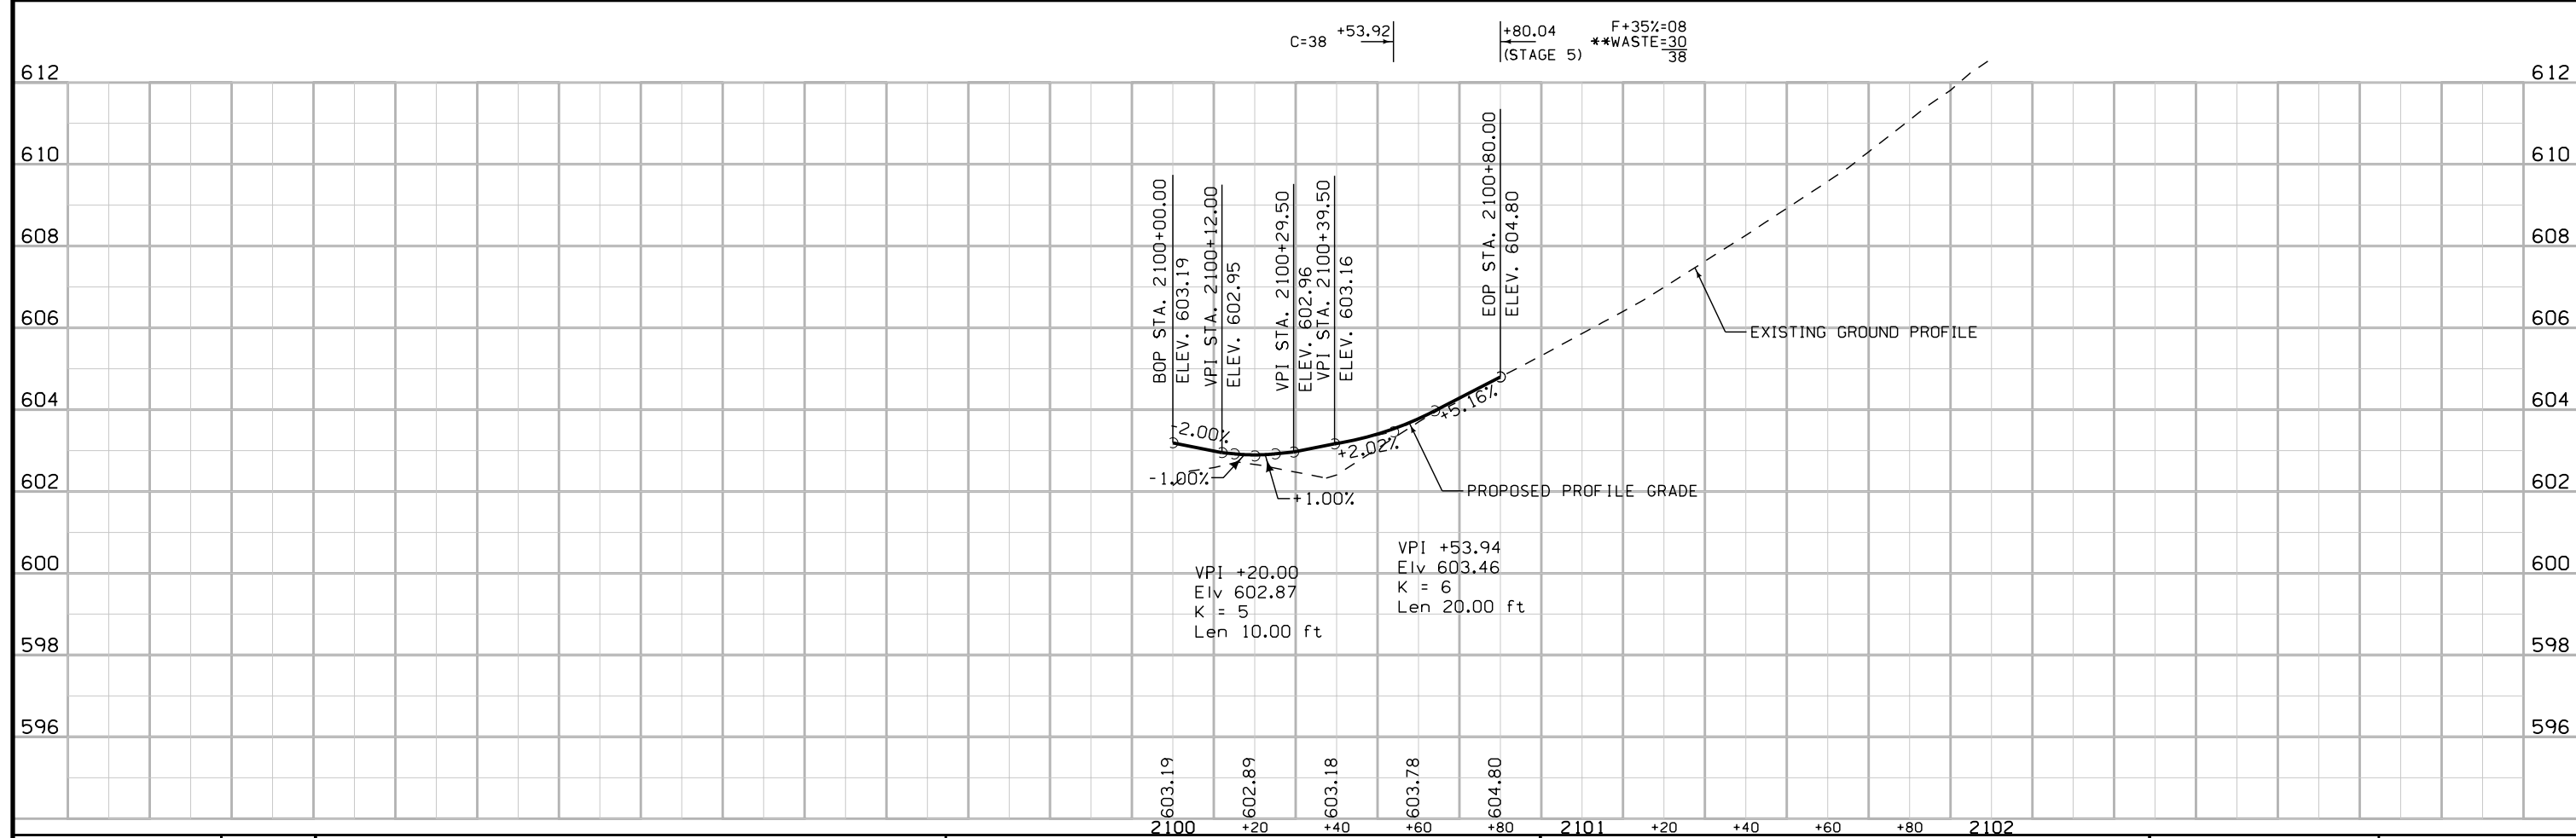 C=38 +53.92
+80.04
(STAGE 5)
F+35%=08
**WASTE=30
38
612 612
610 610
608 608
606 606
604 604
602 602
600 600
598 598
596 596
BOP STA. 2100+00.00
ELEV. 603.19
VPI STA. 2100+12.00
ELEV. 602.95
VPI STA. 2100+29.50
ELEV. 602.96
VPI STA. 2100+39.50
ELEV. 603.16
EOP STA. 2100+80.00
ELEV. 604.80
EXISTING GROUND PROFILE
-2.00%
-1.00%
+1.00%
+2.02%
+5.16%
PROPOSED PROFILE GRADE
VPI +20.00
Elv 602.87
K = 5
Len 10.00 ft
VPI +53.94
Elv 603.46
K = 6
Len 20.00 ft
603.19
602.89
603.18
603.78
604.80
2100 +20 +40 +60 +80 2101 +20 +40 +60 +80 2102